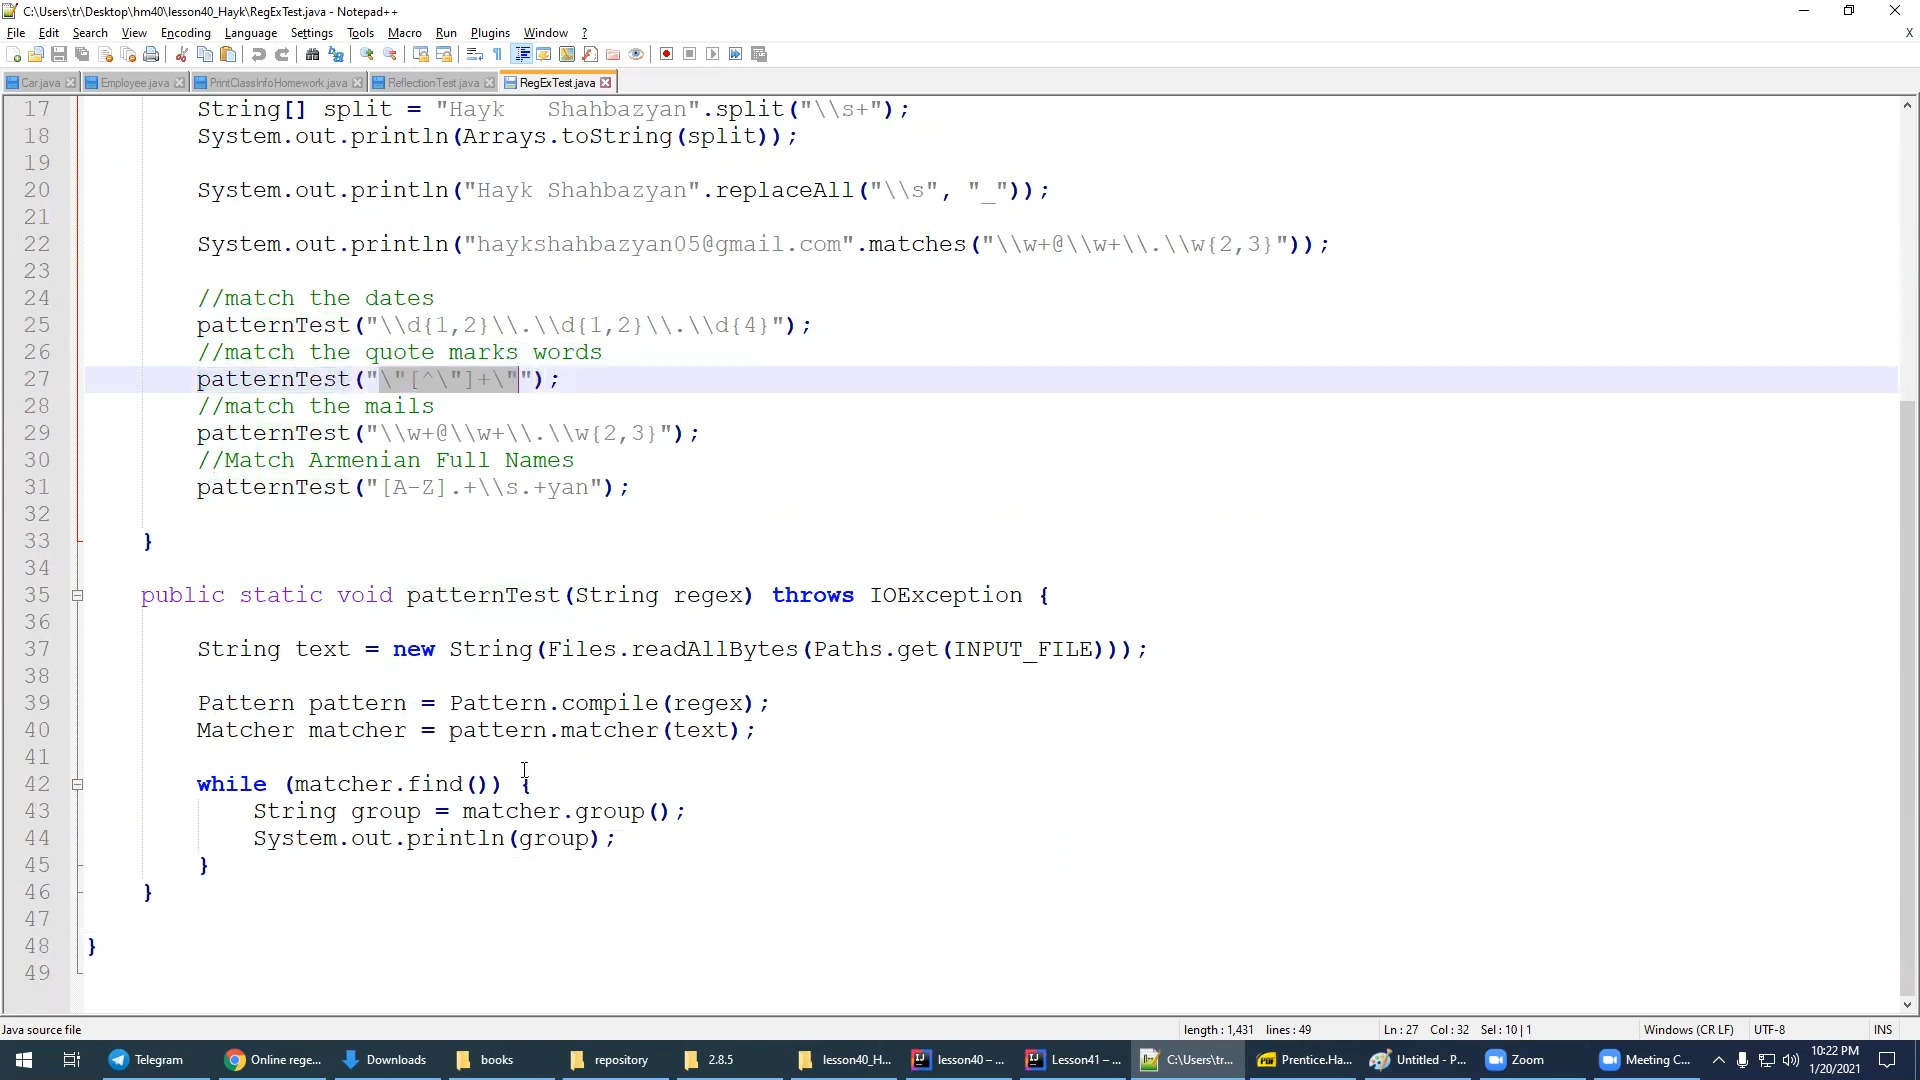 C:\Users\tr\Desktop\hm40\lesson40_Hayk\RegExTest.java - Notepad++
File Edit Search View Encoding Language Settings Tools Macro Run Plugins Window ? X
Car.java Employee.java PrintClassInfoHomework.java ReflectionTest.java RegExTest.java
17 String[] split = "Hayk   Shahbazyan".split("\\s+");
18 System.out.println(Arrays.toString(split));
19
20 System.out.println("Hayk Shahbazyan".replaceAll("\\s", "_"));
21
22 System.out.println("haykshahbazyan05@gmail.com".matches("\\w+@\\w+\\.\\w{2,3}"));
23
24 //match the dates
25 patternTest("\\d{1,2}\\.\\d{1,2}\\.\\d{4}");
26 //match the quote marks words
27 patternTest("\"[^\"]+\"");
28 //match the mails
29 patternTest("\\w+@\\w+\\.\\w{2,3}");
30 //Match Armenian Full Names
31 patternTest("[A-Z].+\\s.+yan");
32
33 }
34
35 public static void patternTest(String regex) throws IOException {
36
37 String text = new String(Files.readAllBytes(Paths.get(INPUT_FILE)));
38
39 Pattern pattern = Pattern.compile(regex);
40 Matcher matcher = pattern.matcher(text);
41
42 while (matcher.find()) {
43 String group = matcher.group();
44 System.out.println(group);
45 }
46 }
47
48 }
49
Java source file length : 1,431 lines : 49 Ln : 27 Col : 32 Sel : 10 | 1 Windows (CR LF) UTF-8 INS
Telegram Online rege... Downloads books repository 2.8.5 lesson40_H... lesson40 – ... Lesson41 – ... C:\Users\tr... Prentice.Ha... Untitled - P... Zoom Meeting C... 10:22 PM
1/20/2021